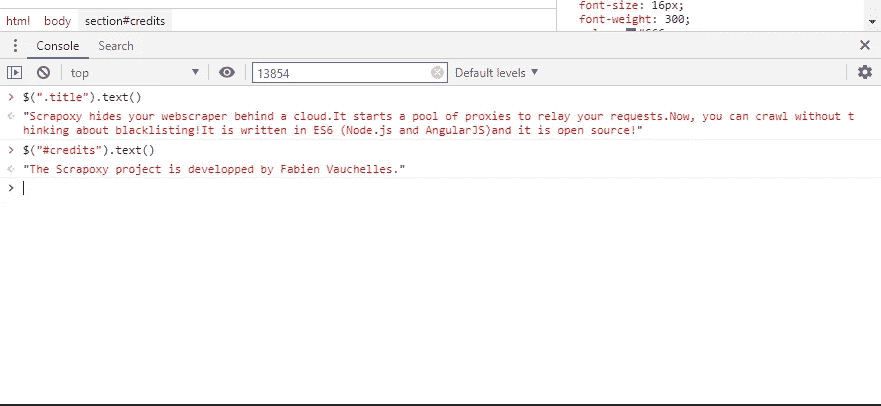 font-size: 16px;
font-weight: 300;
html body section#credits
Console Search
top 13854 Default levels
> $(".title").text()
"Scrapoxy hides your webscraper behind a cloud.It starts a pool of proxies to relay your requests.Now, you can crawl without t
hinking about blacklisting!It is written in ES6 (Node.js and AngularJS)and it is open source!"
> $("#credits").text()
"The Scrapoxy project is developped by Fabien Vauchelles."
>